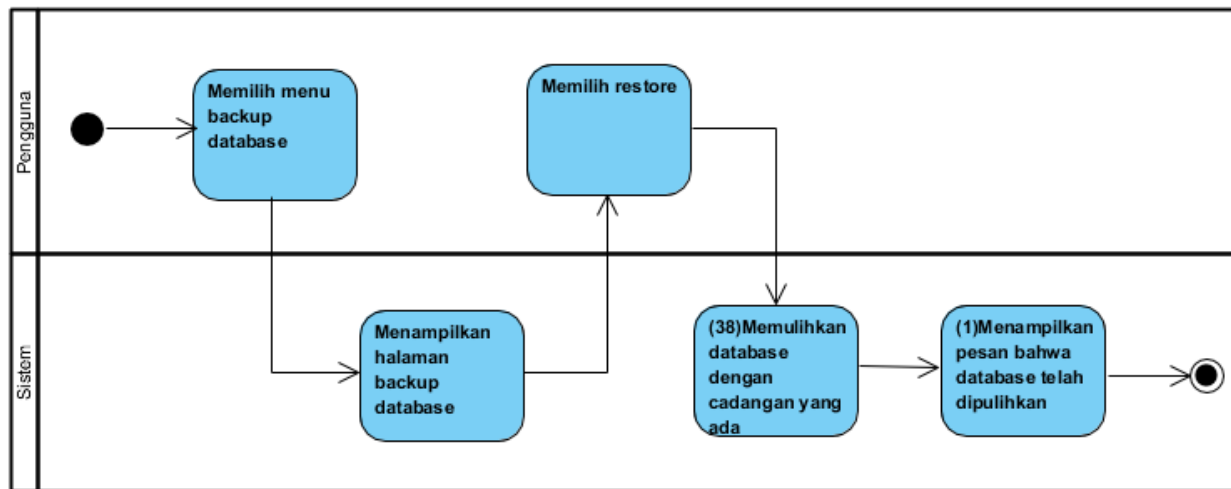 Pengguna
Memilih menu
backup
database
Memilih restore
Sistem
Menampilkan
halaman
backup
database
(38)Memulihkan
database
dengan
cadangan yang
ada
(1)Menampilkan
pesan bahwa
database telah
dipulihkan